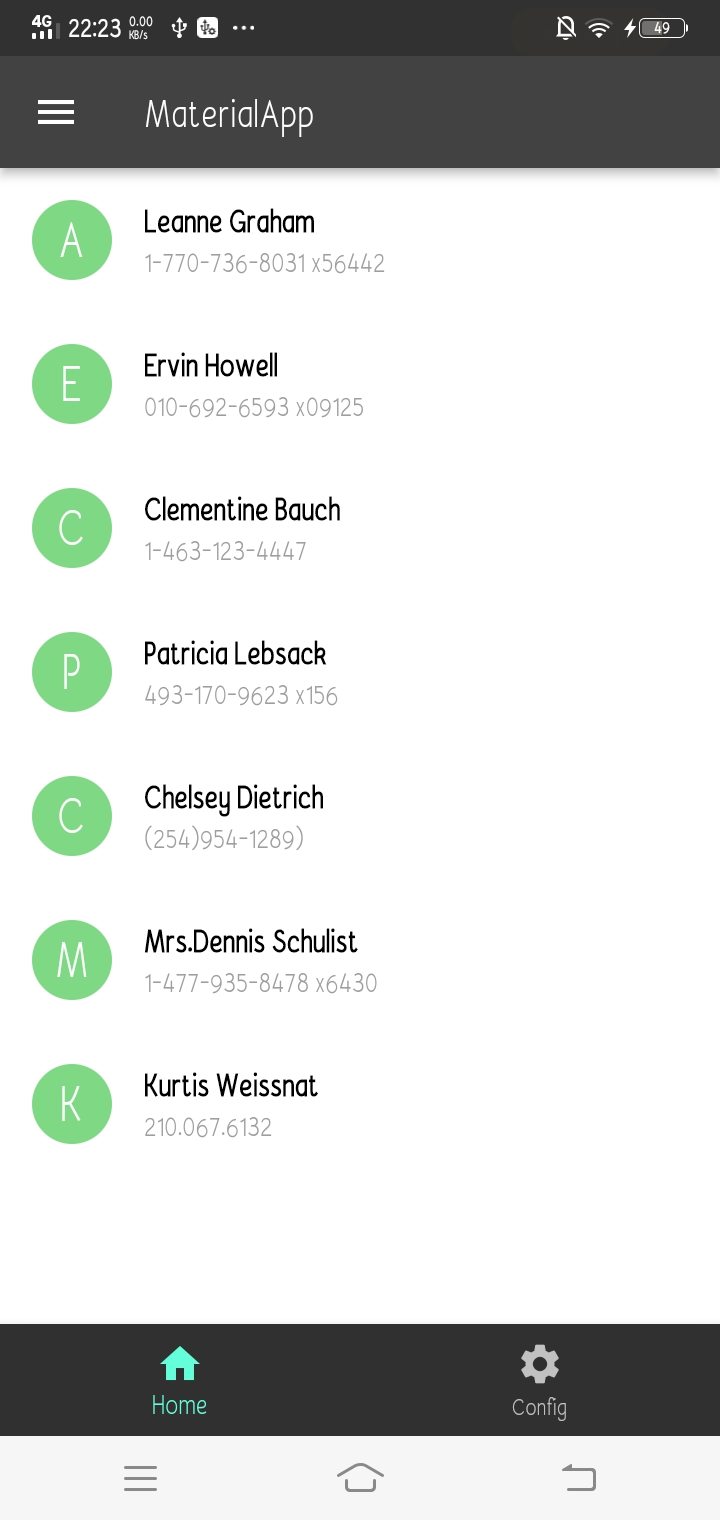 4G 22:23 0.00 KB/s 49
MaterialApp
A
Leanne Graham
1-770-736-8031 x56442
E
Ervin Howell
010-692-6593 x09125
C
Clementine Bauch
1-463-123-4447
P
Patricia Lebsack
493-170-9623 x156
C
Chelsey Dietrich
(254)954-1289)
M
Mrs.Dennis Schulist
1-477-935-8478 x6430
K
Kurtis Weissnat
210.067.6132
Home
Config